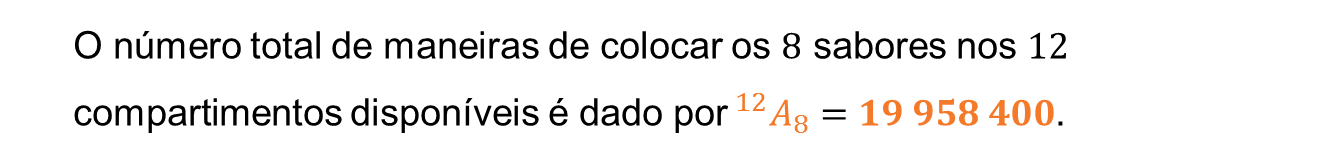 O número total de maneiras de colocar os 8 sabores nos 12
compartimentos disponíveis é dado por ¹²A₈ = 19 958 400.